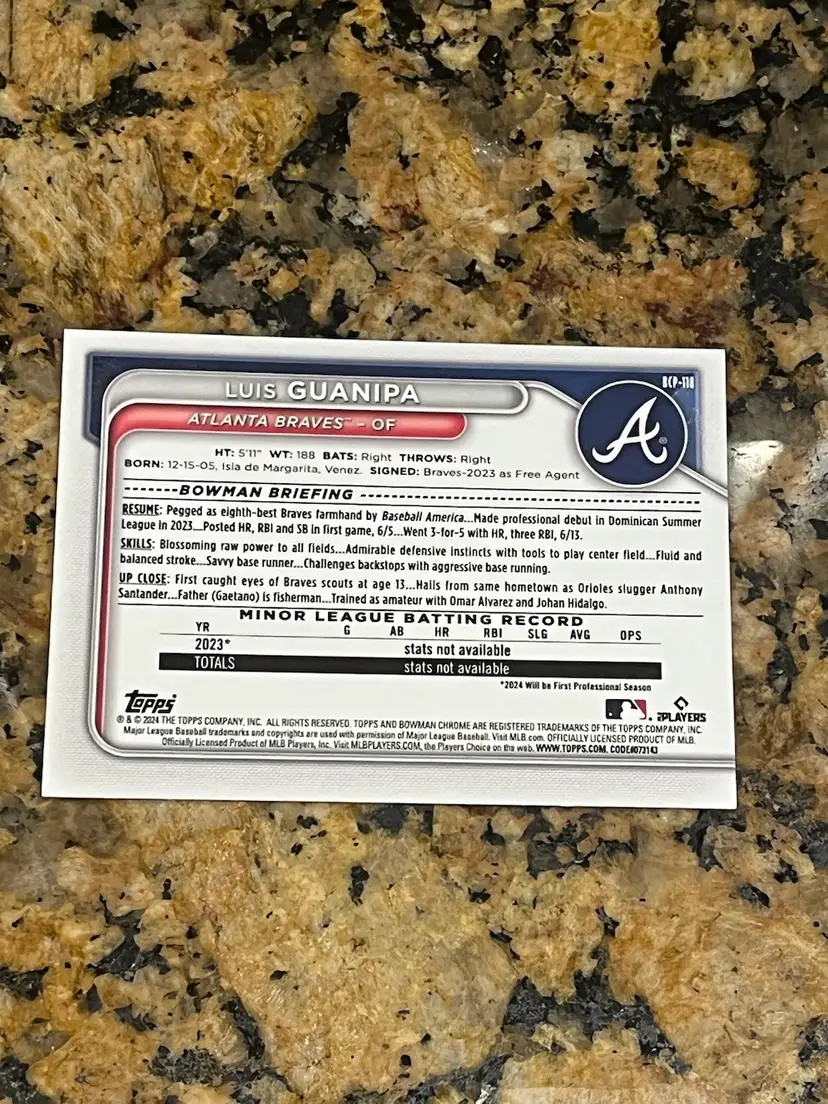 BCP-118
LUIS GUANIPA
ATLANTA BRAVES™ – OF
A®
HT: 5'11" WT: 188 BATS: Right THROWS: Right
BORN: 12-15-05, Isla de Margarita, Venez. SIGNED: Braves-2023 as Free Agent
BOWMAN BRIEFING
RESUME: Pegged as eighth-best Braves farmhand by Baseball America...Made professional debut in Dominican Summer
League in 2023...Posted HR, RBI and SB in first game, 6/5...Went 3-for-5 with HR, three RBI, 6/13.
SKILLS: Blossoming raw power to all fields...Admirable defensive instincts with tools to play center field...Fluid and
balanced stroke...Savvy base runner...Challenges backstops with aggressive base running.
UP CLOSE: First caught eyes of Braves scouts at age 13...Hails from same hometown as Orioles slugger Anthony
Santander...Father (Gaetano) is fisherman...Trained as amateur with Omar Alvarez and Johan Hidalgo.
MINOR LEAGUE BATTING RECORD
YR G AB HR RBI SLG AVG OPS
2023* stats not available
TOTALS stats not available
*2024 Will be First Professional Season
Topps
PLAYERS
® & © 2024 THE TOPPS COMPANY, INC. ALL RIGHTS RESERVED. TOPPS AND BOWMAN CHROME ARE REGISTERED TRADEMARKS OF THE TOPPS COMPANY, INC.
Major League Baseball trademarks and copyrights are used with permission of Major League Baseball. Visit MLB.com. OFFICIALLY LICENSED PRODUCT OF MLB.
Officially Licensed Product of MLB Players, Inc. Visit MLBPLAYERS.COM, the Players Choice on the web. WWW.TOPPS.COM. CODE#073143